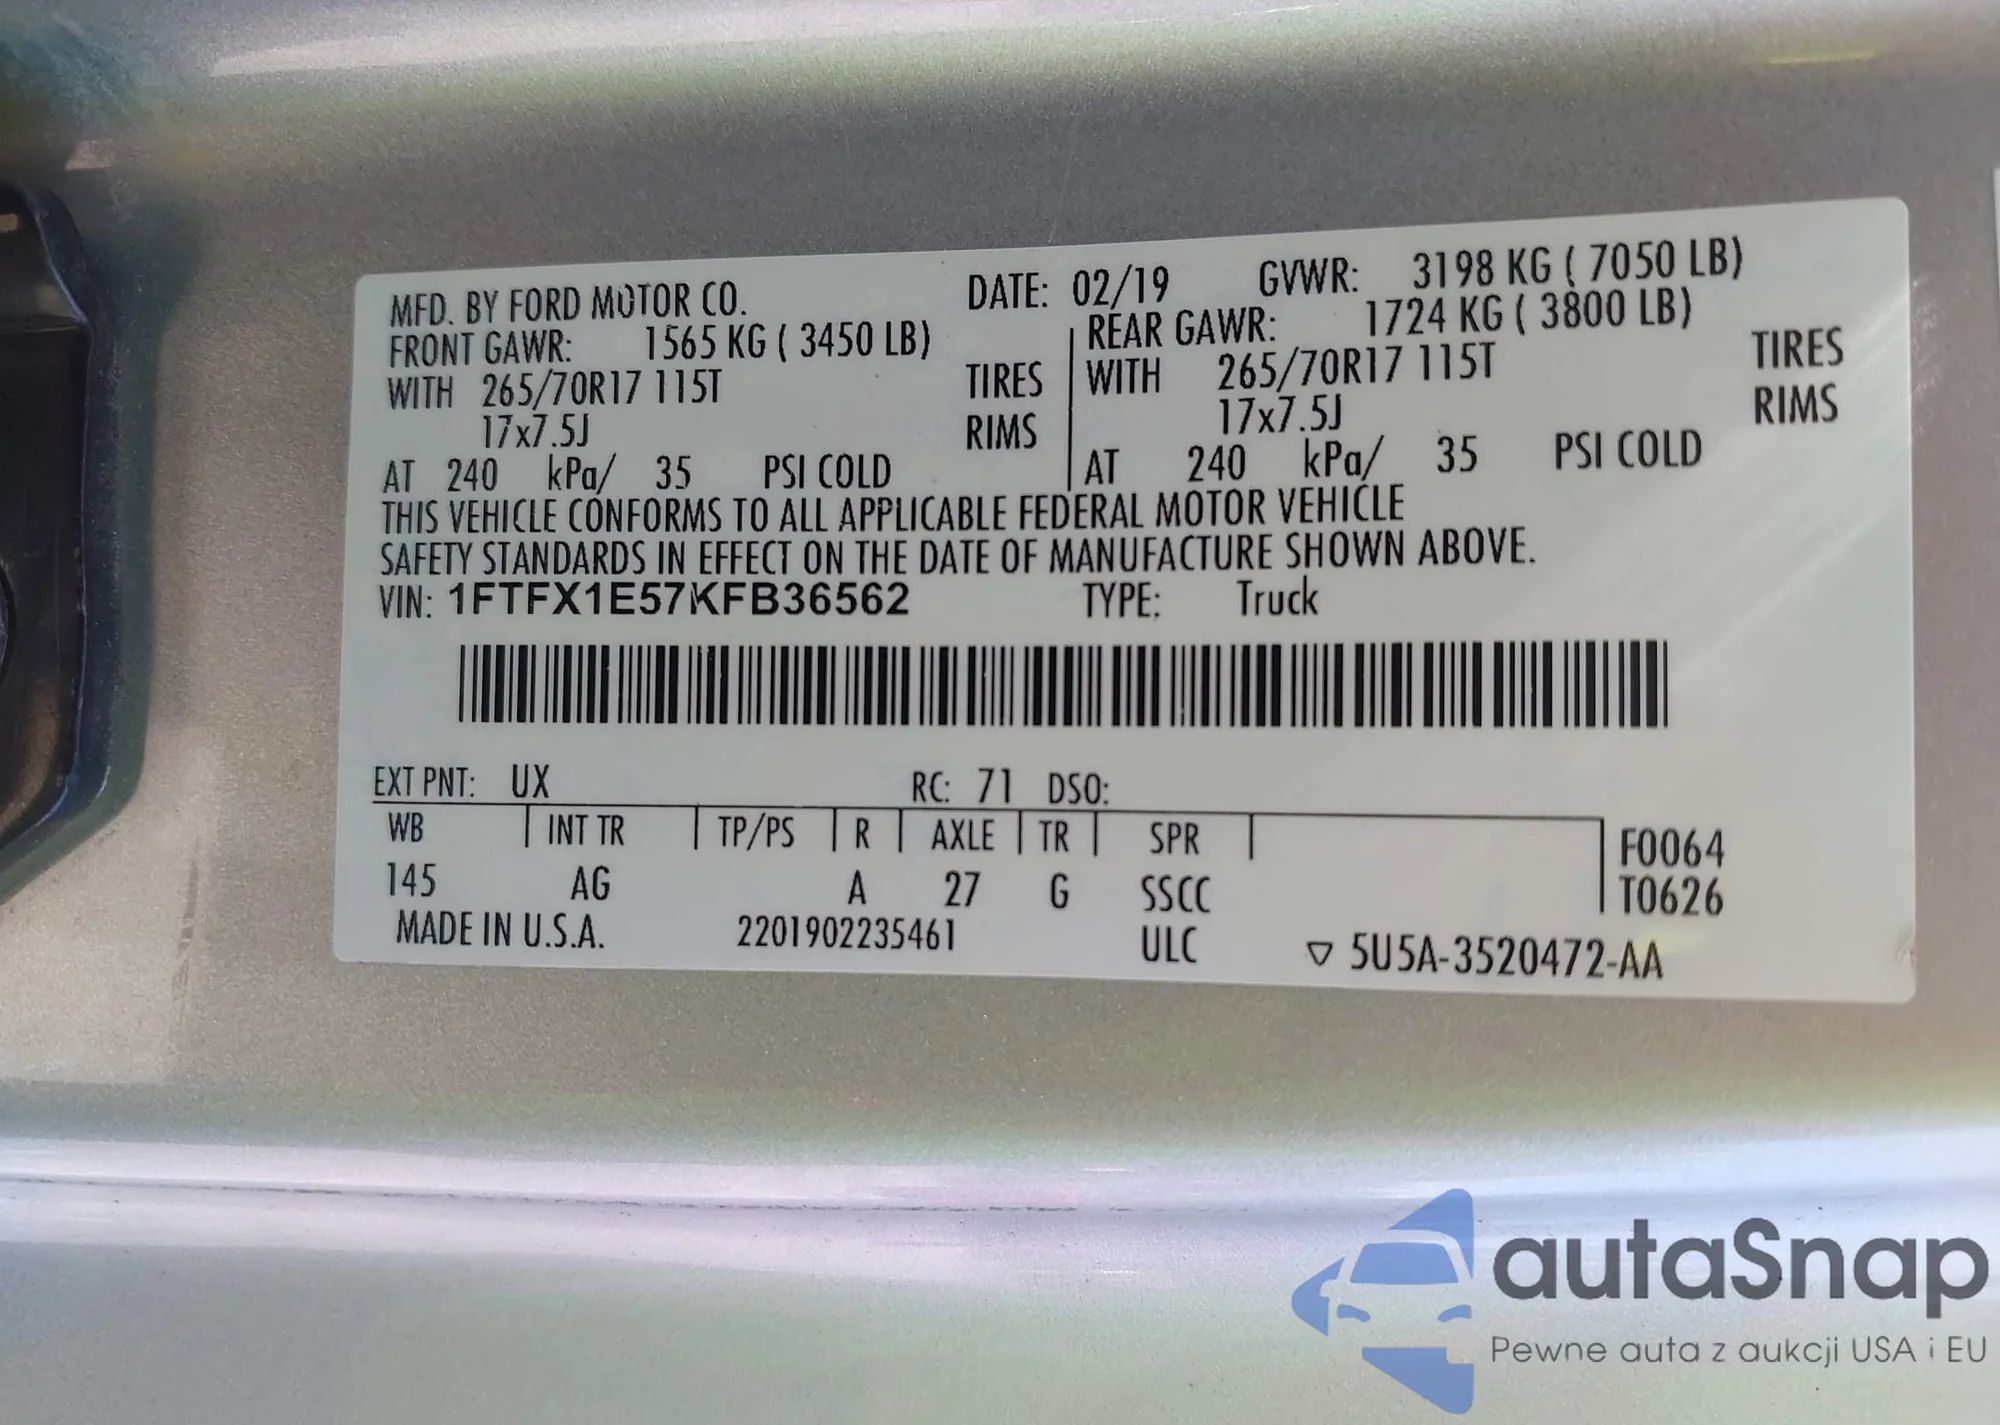 MFD. BY FORD MOTOR CO. DATE: 02/19 GVWR: 3198 KG ( 7050 LB)
FRONT GAWR: 1565 KG ( 3450 LB) REAR GAWR: 1724 KG ( 3800 LB)
WITH 265/70R17 115T TIRES WITH 265/70R17 115T TIRES
17x7.5J RIMS 17x7.5J RIMS
AT 240 kPa/ 35 PSI COLD AT 240 kPa/ 35 PSI COLD
THIS VEHICLE CONFORMS TO ALL APPLICABLE FEDERAL MOTOR VEHICLE
SAFETY STANDARDS IN EFFECT ON THE DATE OF MANUFACTURE SHOWN ABOVE.
VIN: 1FTFX1E57KFB36562 TYPE: Truck
EXT PNT: UX RC: 71 DSO:
WB INT TR TP/PS R AXLE TR SPR F0064
145 AG A 27 G SSCC T0626
MADE IN U.S.A. 2201902235461 ULC ▽ 5U5A-3520472-AA
autaSnap
Pewne auta z aukcji USA i EU